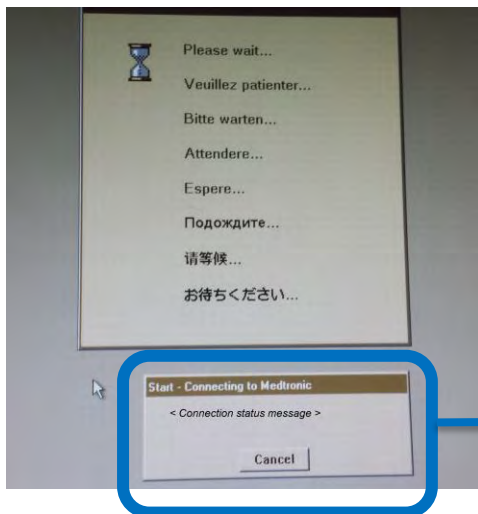 Please wait...
Veuillez patienter...
Bitte warten...
Attendere...
Espere...
Подождите...
请等候...
お待ちください...
Start - Connecting to Medtronic
< Connection status message >
Cancel